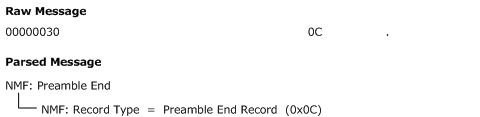 Raw Message
00000030 0C .
Parsed Message
NMF: Preamble End
NMF: Record Type = Preamble End Record (0x0C)